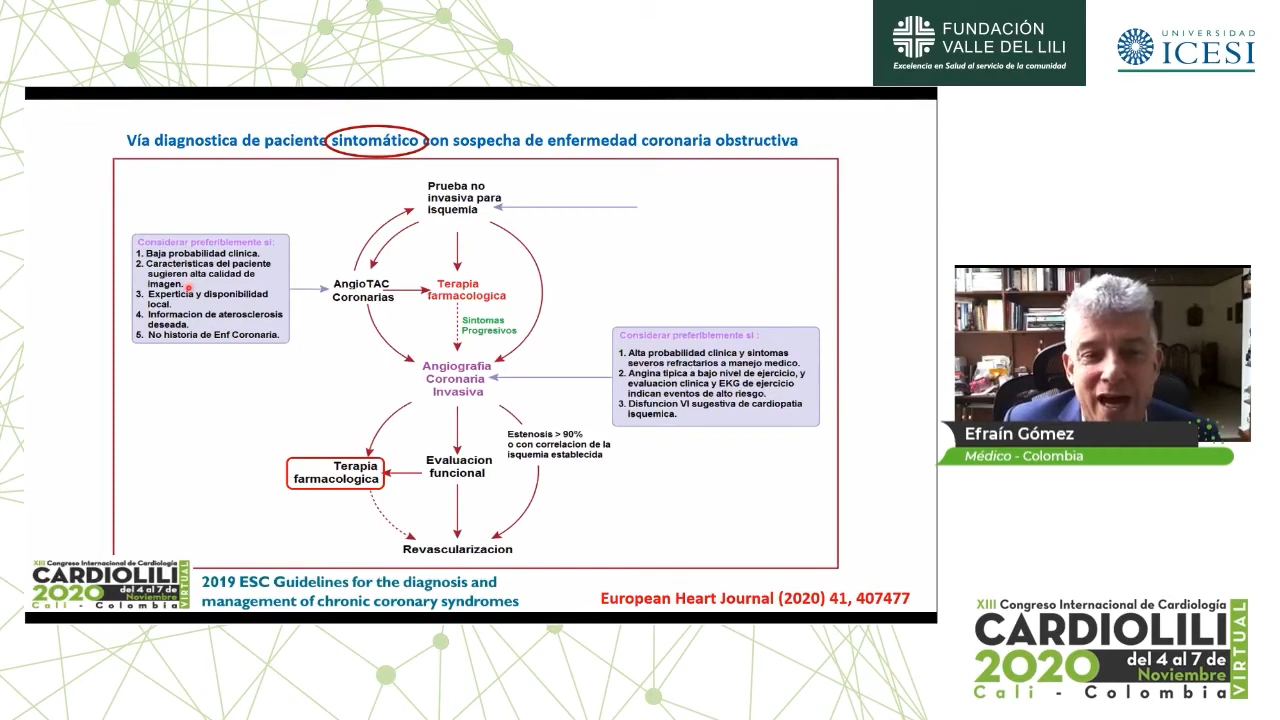 FUNDACIÓN
VALLE DEL LILI
Excelencia en Salud al servicio de la comunidad
UNIVERSIDAD
ICESI
Vía diagnostica de paciente sintomático con sospecha de enfermedad coronaria obstructiva
Prueba no
invasiva para
isquemia
Considerar preferiblemente si:
1. Baja probabilidad clinica.
2. Caracteristicas del paciente
sugieren alta calidad de
imagen.
3. Experticia y disponibilidad
local.
4. Informacion de aterosclerosis
deseada.
5. No historia de Enf Coronaria.
AngioTAC
Coronarias
Terapia
farmacologica
Sintomas
Progresivos
Angiografia
Coronaria
Invasiva
Considerar preferiblemente si :
1. Alta probabilidad clinica y sintomas
severos refractarios a manejo medico.
2. Angina tipica a bajo nivel de ejercicio, y
evaluacion clinica y EKG de ejercicio
indican eventos de alto riesgo.
3. Disfuncion VI sugestiva de cardiopatia
isquemica.
Estenosis > 90%
o con correlacion de la
isquemia establecida
Terapia
farmacologica
Evaluacion
funcional
Revascularizacion
XIII Congreso Internacional de Cardiología
CARDIOLILI
2020 del 4 al 7 de
Noviembre
Cali - Colombia
VIRTUAL
2019 ESC Guidelines for the diagnosis and
management of chronic coronary syndromes
European Heart Journal (2020) 41, 407477
Efraín Gómez
Médico - Colombia
XIII Congreso Internacional de Cardiología
CARDIOLILI
2020 del 4 al 7 de
Noviembre
Cali - Colombia
VIRTUAL